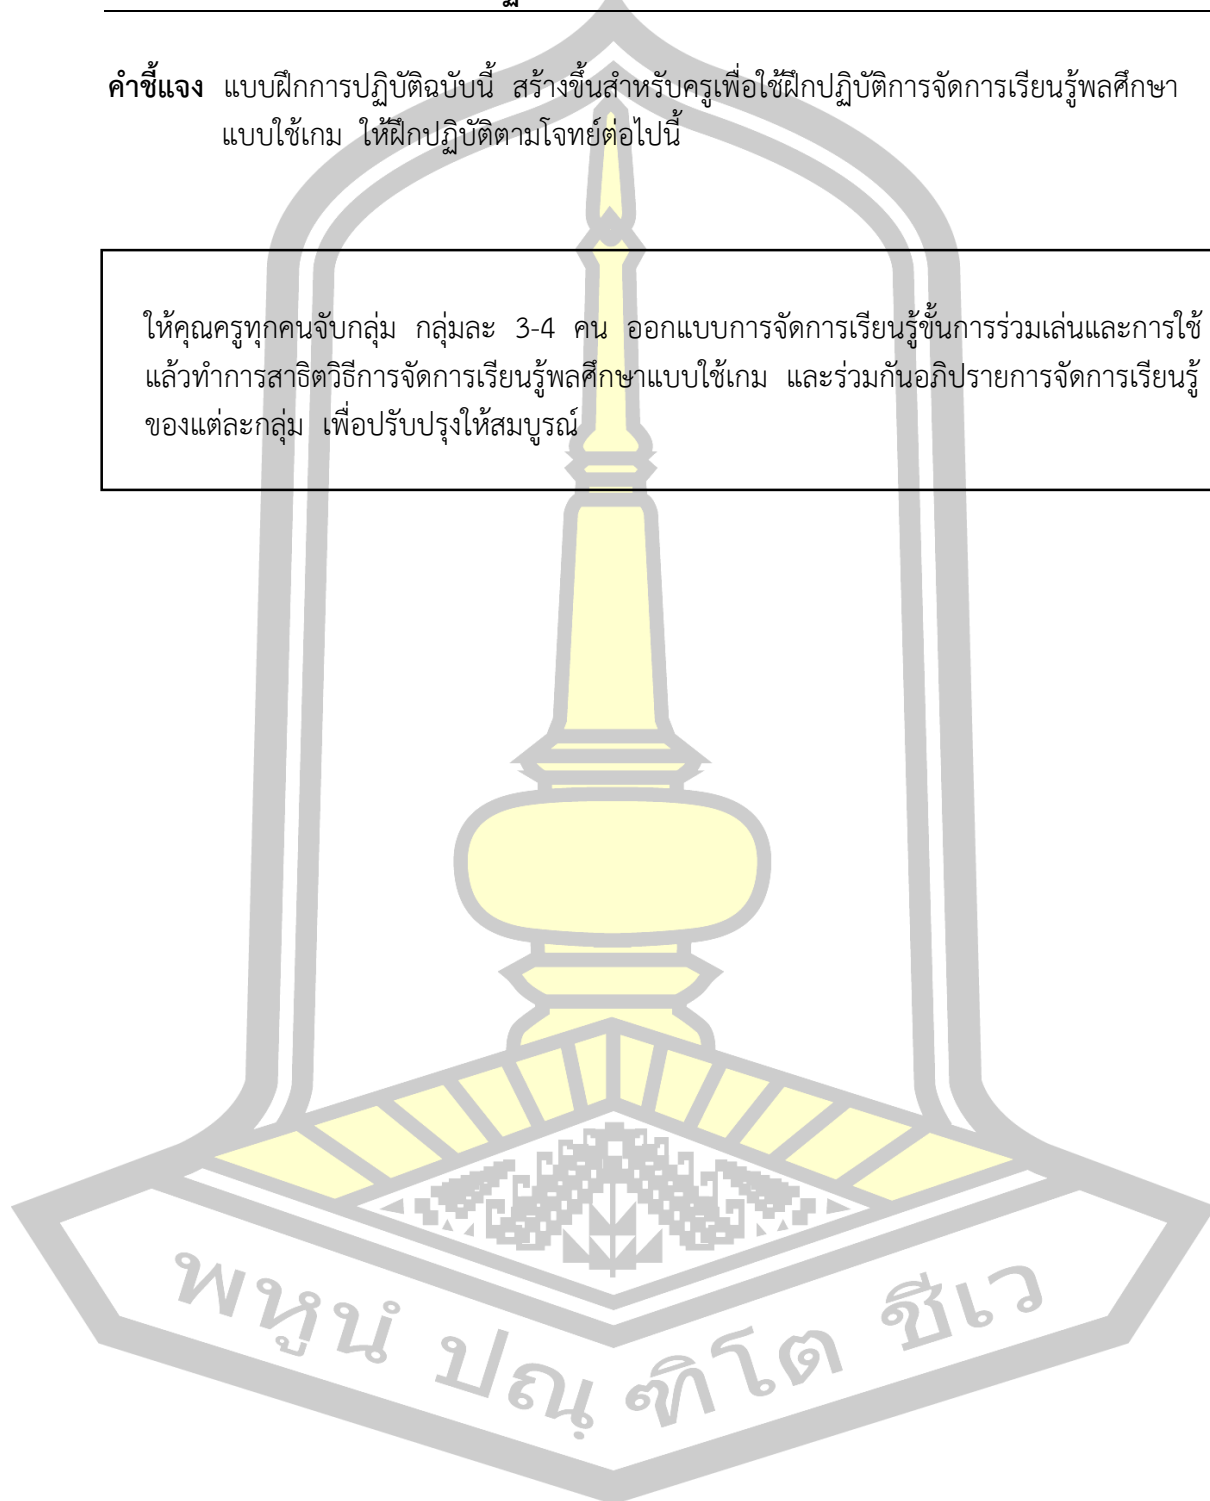 คำชี้แจง แบบฝึกการปฏิบัติฉบับนี้ สร้างขึ้นสำหรับครูเพื่อใช้ฝึกปฏิบัติการจัดการเรียนรู้พลศึกษา
แบบใช้เกม ให้ฝึกปฏิบัติตามโจทย์ต่อไปนี้
ให้คุณครูทุกคนจับกลุ่ม กลุ่มละ 3-4 คน ออกแบบการจัดการเรียนรู้ขั้นการร่วมเล่นและการใช้
แล้วทำการสาธิตวิธีการจัดการเรียนรู้พลศึกษาแบบใช้เกม และร่วมกันอภิปรายการจัดการเรียนรู้
ของแต่ละกลุ่ม เพื่อปรับปรุงให้สมบูรณ์
พหูนํ ปณฺฑิโต ชีเว